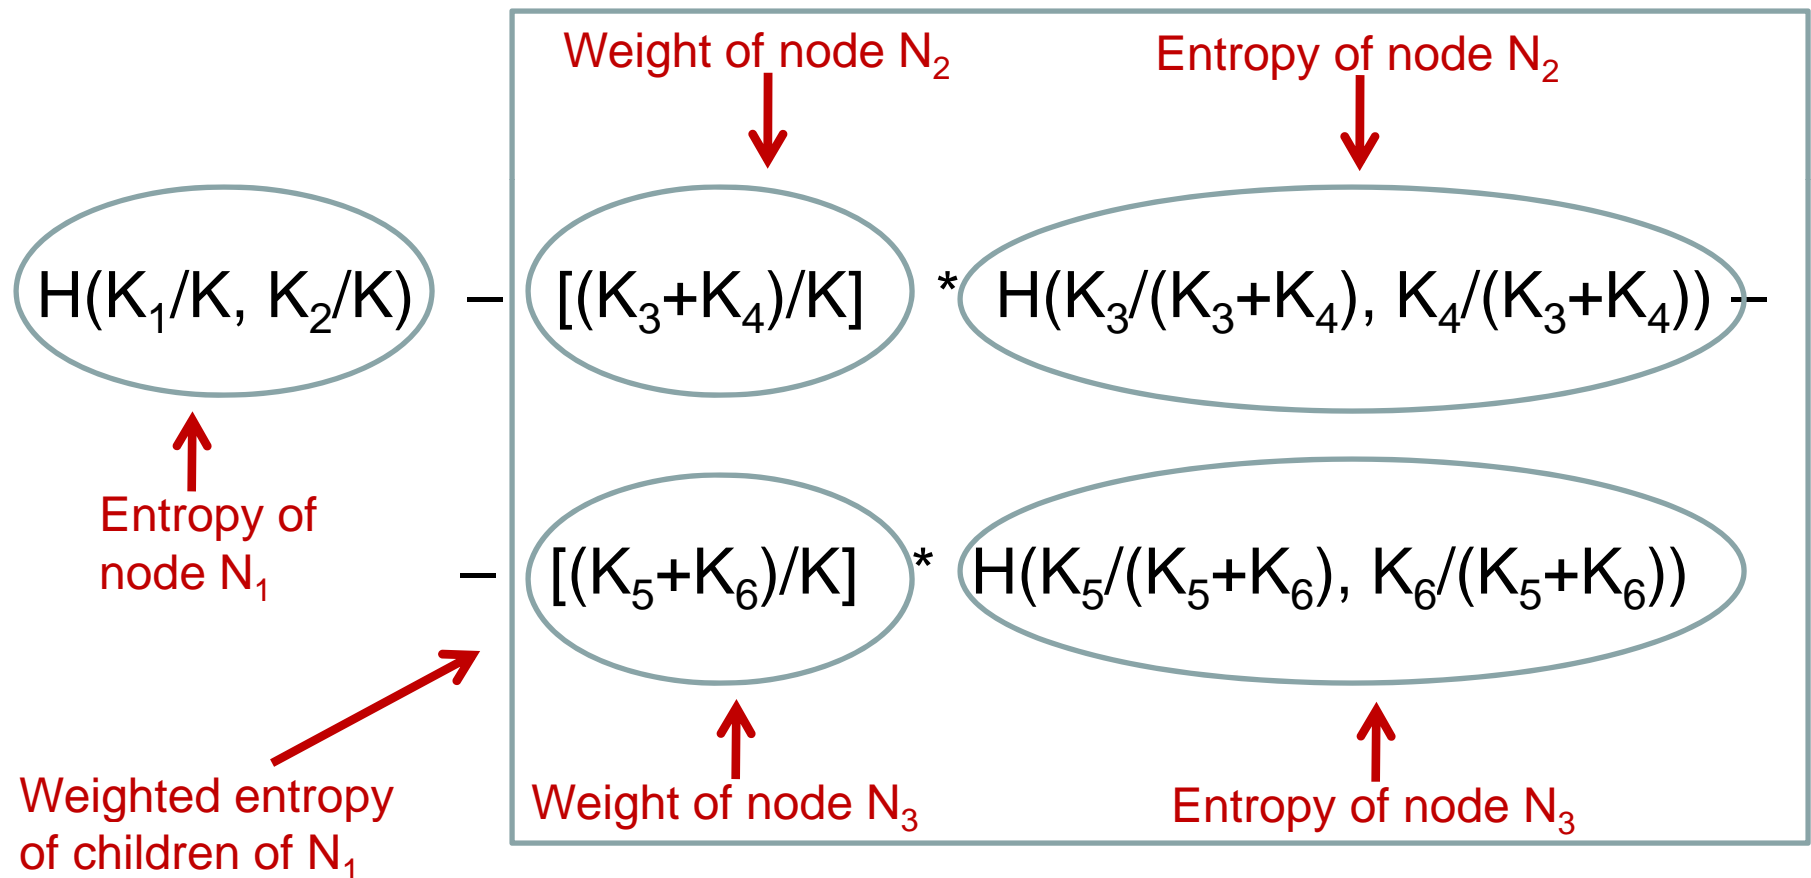 Weight of node N₂
Entropy of node N₂
H(K₁/K, K₂/K) – [(K₃+K₄)/K] * H(K₃/(K₃+K₄), K₄/(K₃+K₄)) –
Entropy of
node N₁
– [(K₅+K₆)/K] * H(K₅/(K₅+K₆), K₆/(K₅+K₆))
Weighted entropy
of children of N₁
Weight of node N₃
Entropy of node N₃